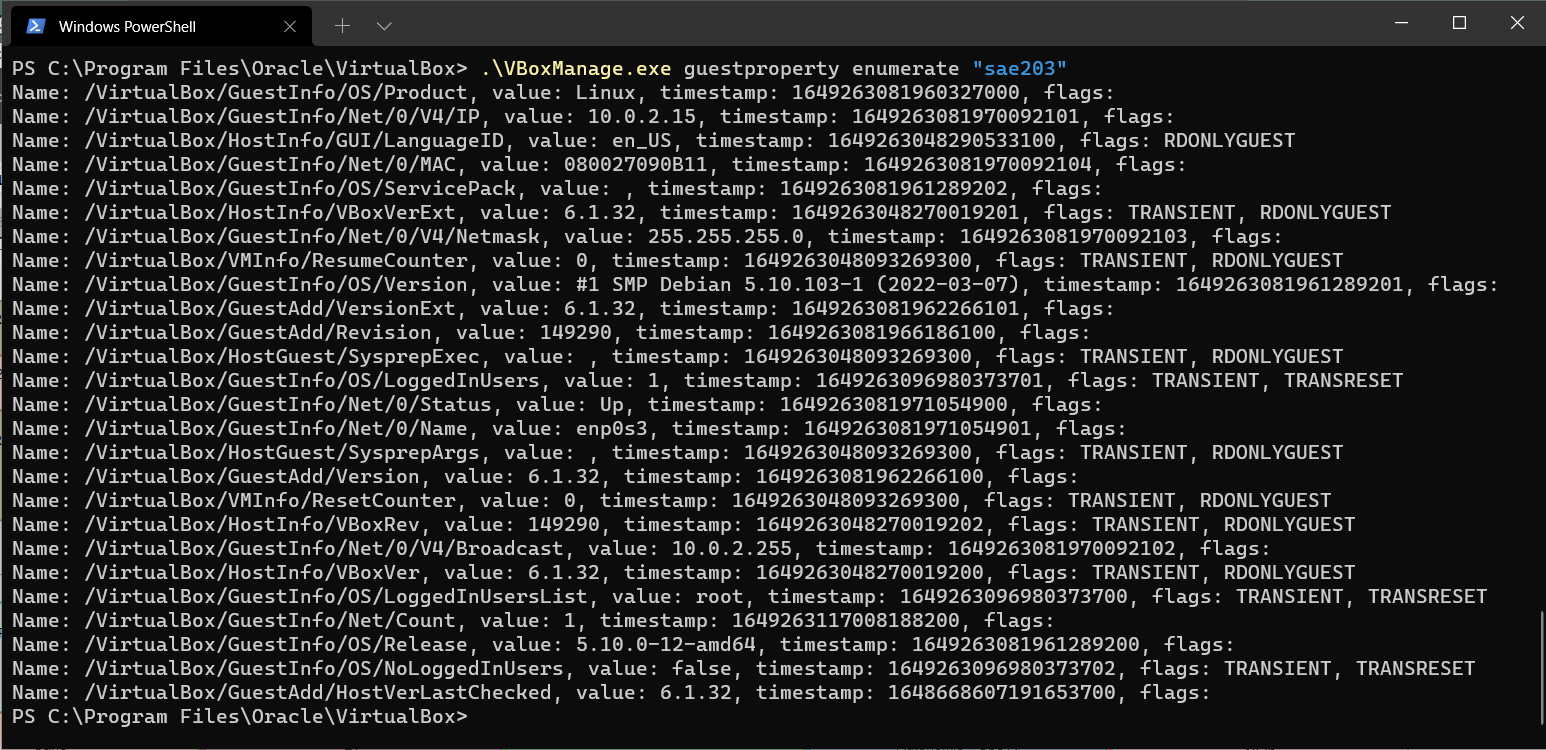 Windows PowerShell
PS C:\Program Files\Oracle\VirtualBox> .\VBoxManage.exe guestproperty enumerate "sae203"
Name: /VirtualBox/GuestInfo/OS/Product, value: Linux, timestamp: 1649263081960327000, flags:
Name: /VirtualBox/GuestInfo/Net/0/V4/IP, value: 10.0.2.15, timestamp: 1649263081970092101, flags:
Name: /VirtualBox/HostInfo/GUI/LanguageID, value: en_US, timestamp: 1649263048290533100, flags: RDONLYGUEST
Name: /VirtualBox/GuestInfo/Net/0/MAC, value: 080027090B11, timestamp: 1649263081970092104, flags:
Name: /VirtualBox/GuestInfo/OS/ServicePack, value: , timestamp: 1649263081961289202, flags:
Name: /VirtualBox/HostInfo/VBoxVerExt, value: 6.1.32, timestamp: 1649263048270019201, flags: TRANSIENT, RDONLYGUEST
Name: /VirtualBox/GuestInfo/Net/0/V4/Netmask, value: 255.255.255.0, timestamp: 1649263081970092103, flags:
Name: /VirtualBox/VMInfo/ResumeCounter, value: 0, timestamp: 1649263048093269300, flags: TRANSIENT, RDONLYGUEST
Name: /VirtualBox/GuestInfo/OS/Version, value: #1 SMP Debian 5.10.103-1 (2022-03-07), timestamp: 1649263081961289201, flags:
Name: /VirtualBox/GuestAdd/VersionExt, value: 6.1.32, timestamp: 1649263081962266101, flags:
Name: /VirtualBox/GuestAdd/Revision, value: 149290, timestamp: 1649263081966186100, flags:
Name: /VirtualBox/HostGuest/SysprepExec, value: , timestamp: 1649263048093269300, flags: TRANSIENT, RDONLYGUEST
Name: /VirtualBox/GuestInfo/OS/LoggedInUsers, value: 1, timestamp: 1649263096980373701, flags: TRANSIENT, TRANSRESET
Name: /VirtualBox/GuestInfo/Net/0/Status, value: Up, timestamp: 1649263081971054900, flags:
Name: /VirtualBox/GuestInfo/Net/0/Name, value: enp0s3, timestamp: 1649263081971054901, flags:
Name: /VirtualBox/HostGuest/SysprepArgs, value: , timestamp: 1649263048093269300, flags: TRANSIENT, RDONLYGUEST
Name: /VirtualBox/GuestAdd/Version, value: 6.1.32, timestamp: 1649263081962266100, flags:
Name: /VirtualBox/VMInfo/ResetCounter, value: 0, timestamp: 1649263048093269300, flags: TRANSIENT, RDONLYGUEST
Name: /VirtualBox/HostInfo/VBoxRev, value: 149290, timestamp: 1649263048270019202, flags: TRANSIENT, RDONLYGUEST
Name: /VirtualBox/GuestInfo/Net/0/V4/Broadcast, value: 10.0.2.255, timestamp: 1649263081970092102, flags:
Name: /VirtualBox/HostInfo/VBoxVer, value: 6.1.32, timestamp: 1649263048270019200, flags: TRANSIENT, RDONLYGUEST
Name: /VirtualBox/GuestInfo/OS/LoggedInUsersList, value: root, timestamp: 1649263096980373700, flags: TRANSIENT, TRANSRESET
Name: /VirtualBox/GuestInfo/Net/Count, value: 1, timestamp: 1649263117008188200, flags:
Name: /VirtualBox/GuestInfo/OS/Release, value: 5.10.0-12-amd64, timestamp: 1649263081961289200, flags:
Name: /VirtualBox/GuestInfo/OS/NoLoggedInUsers, value: false, timestamp: 1649263096980373702, flags: TRANSIENT, TRANSRESET
Name: /VirtualBox/GuestAdd/HostVerLastChecked, value: 6.1.32, timestamp: 1648668607191653700, flags:
PS C:\Program Files\Oracle\VirtualBox>